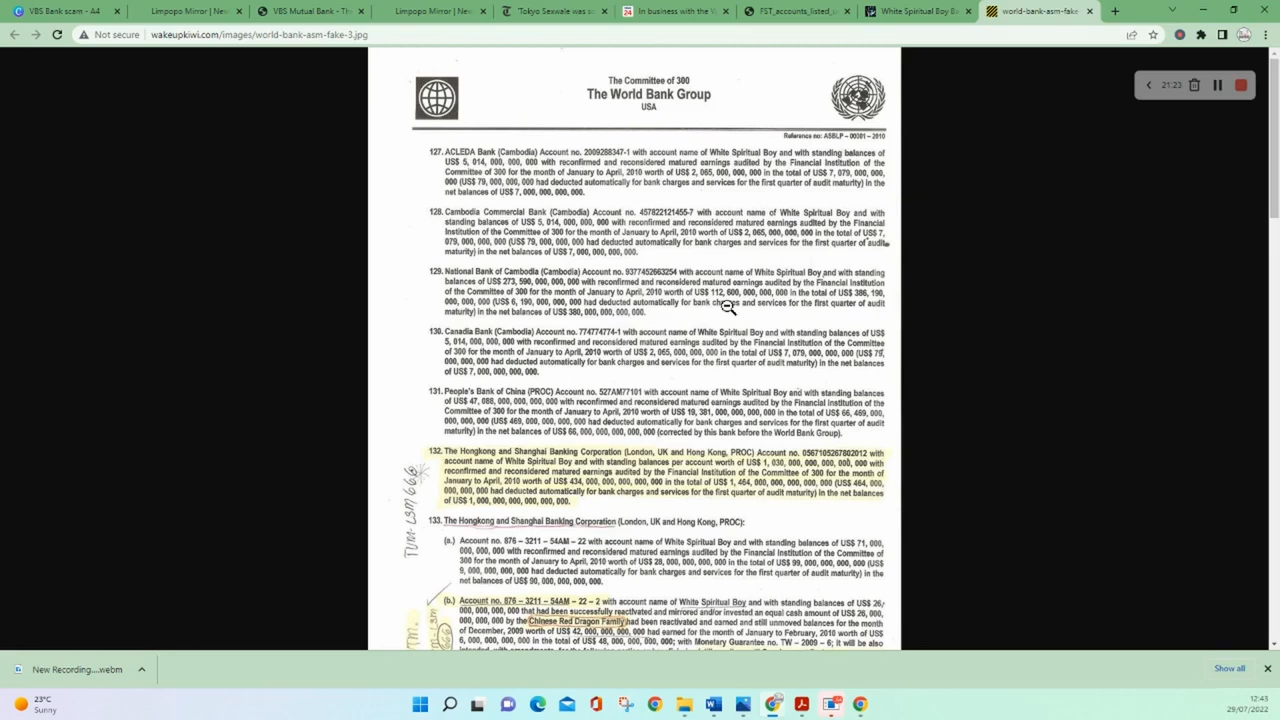 VBS Bank scam - A4
Limpopo Mirror | New
VBS Mutual Bank - Th
Limpopo Mirror | New
Tokyo Sexwale was sc
In business with the V
FST_accounts_listed_u
White Spiritual Boy Ba
world-bank-asm-fake-
Not secure wakeupkiwi.com/images/world-bank-asm-fake-3.jpg
21:23
The Committee of 300
The World Bank Group
USA
Reference no: ASBLP – 00301 – 2010
127. ACLEDA Bank (Cambodia) Account no. 2009288347-1 with account name of White Spiritual Boy and with standing balances of
US$ 5, 014, 000, 000, 000 with reconfirmed and reconsidered matured earnings audited by the Financial Institution of the
Committee of 300 for the month of January to April, 2010 worth of US$ 2, 065, 000, 000, 000 in the total of US$ 7, 079, 000, 000,
000 (US$ 79, 000, 000, 000 had deducted automatically for bank charges and services for the first quarter of audit maturity) in the
net balances of US$ 7, 000, 000, 000, 000.
128. Cambodia Commercial Bank (Cambodia) Account no. 457822121455-7 with account name of White Spiritual Boy and with
standing balances of US$ 5, 014, 000, 000, 000 with reconfirmed and reconsidered matured earnings audited by the Financial
Institution of the Committee of 300 for the month of January to April, 2010 worth of US$ 2, 065, 000, 000, 000 in the total of US$ 7,
079, 000, 000, 000 (US$ 79, 000, 000, 000 had deducted automatically for bank charges and services for the first quarter of audit
maturity) in the net balances of US$ 7, 000, 000, 000, 000.
129. National Bank of Cambodia (Cambodia) Account no. 9377452663254 with account name of White Spiritual Boy and with standing
balances of US$ 273, 590, 000, 000, 000 with reconfirmed and reconsidered matured earnings audited by the Financial Institution
of the Committee of 300 for the month of January to April, 2010 worth of US$ 112, 600, 000, 000, 000 in the total of US$ 386, 190,
000, 000, 000 (US$ 6, 190, 000, 000, 000 had deducted automatically for bank charges and services for the first quarter of audit
maturity) in the net balances of US$ 380, 000, 000, 000, 000.
130. Canadia Bank (Cambodia) Account no. 774774774-1 with account name of White Spiritual Boy and with standing balances of US$
5, 014, 000, 000, 000 with reconfirmed and reconsidered matured earnings audited by the Financial Institution of the Committee
of 300 for the month of January to April, 2010 worth of US$ 2, 065, 000, 000, 000 in the total of US$ 7, 079, 000, 000, 000 (US$ 79,
000, 000, 000 had deducted automatically for bank charges and services for the first quarter of audit maturity) in the net balances
of US$ 7, 000, 000, 000, 000.
131. People's Bank of China (PROC) Account no. 527AM77101 with account name of White Spiritual Boy and with standing balances
of US$ 47, 088, 000, 000, 000, 000 with reconfirmed and reconsidered matured earnings audited by the Financial Institution of the
Committee of 300 for the month of January to April, 2010 worth of US$ 19, 381, 000, 000, 000, 000 in the total of US$ 66, 469, 000,
000, 000, 000 (US$ 469, 000, 000, 000, 000 had deducted automatically for bank charges and services for the first quarter of audit
maturity) in the net balances of US$ 66, 000, 000, 000, 000, 000 (corrected by this bank before the World Bank Group).
132. The Hongkong and Shanghai Banking Corporation (London, UK and Hong Kong, PROC) Account no. 0567105267802012 with
account name of White Spiritual Boy and with standing balances per account worth of US$ 1, 030, 000, 000, 000, 000, 000 with
reconfirmed and reconsidered matured earnings audited by the Financial Institution of the Committee of 300 for the month of
January to April, 2010 worth of US$ 434, 000, 000, 000, 000, 000 in the total of US$ 1, 464, 000, 000, 000, 000, 000 (US$ 464, 000,
000, 000, 000, 000 had deducted automatically for bank charges and services for the first quarter of audit maturity) in the net balances
of US$ 1, 000, 000, 000, 000, 000, 000.
TVM-LSM666
133. The Hongkong and Shanghai Banking Corporation (London, UK and Hong Kong, PROC):
(a.) Account no. 876 – 3211 – 54AM – 22 with account name of White Spiritual Boy and with standing balances of US$ 71, 000,
000, 000, 000 with reconfirmed and reconsidered matured earnings audited by the Financial Institution of the Committee of
300 for the month of January to April, 2010 worth of US$ 28, 000, 000, 000, 000 in the total of US$ 99, 000, 000, 000, 000 (US$
9, 000, 000, 000, 000 had deducted automatically for bank charges and services for the first quarter of audit maturity) in the
net balances of US$ 90, 000, 000, 000, 000.
(b.) Account no. 876 – 3211 – 54AM – 22 – 2 with account name of White Spiritual Boy and with standing balances of US$ 26,
000, 000, 000, 000 that had been successfully reactivated and mirrored and/or invested an equal cash amount of US$ 26, 000,
000, 000, 000 by the Chinese Red Dragon Family had been reactivated and earned and still unmoved balances for the month
of December, 2009 worth of US$ 42, 000, 000, 000, 000 had earned for the month of January to February, 2010 worth of US$
6, 000, 000, 000, 000 in the total of US$ 48, 000, 000, 000, 000; with Monetary Guarantee no. TW – 2009 – 6; it will be also
New Recording....webm
Show all
23°C
Sunny
12:43
29/07/2022